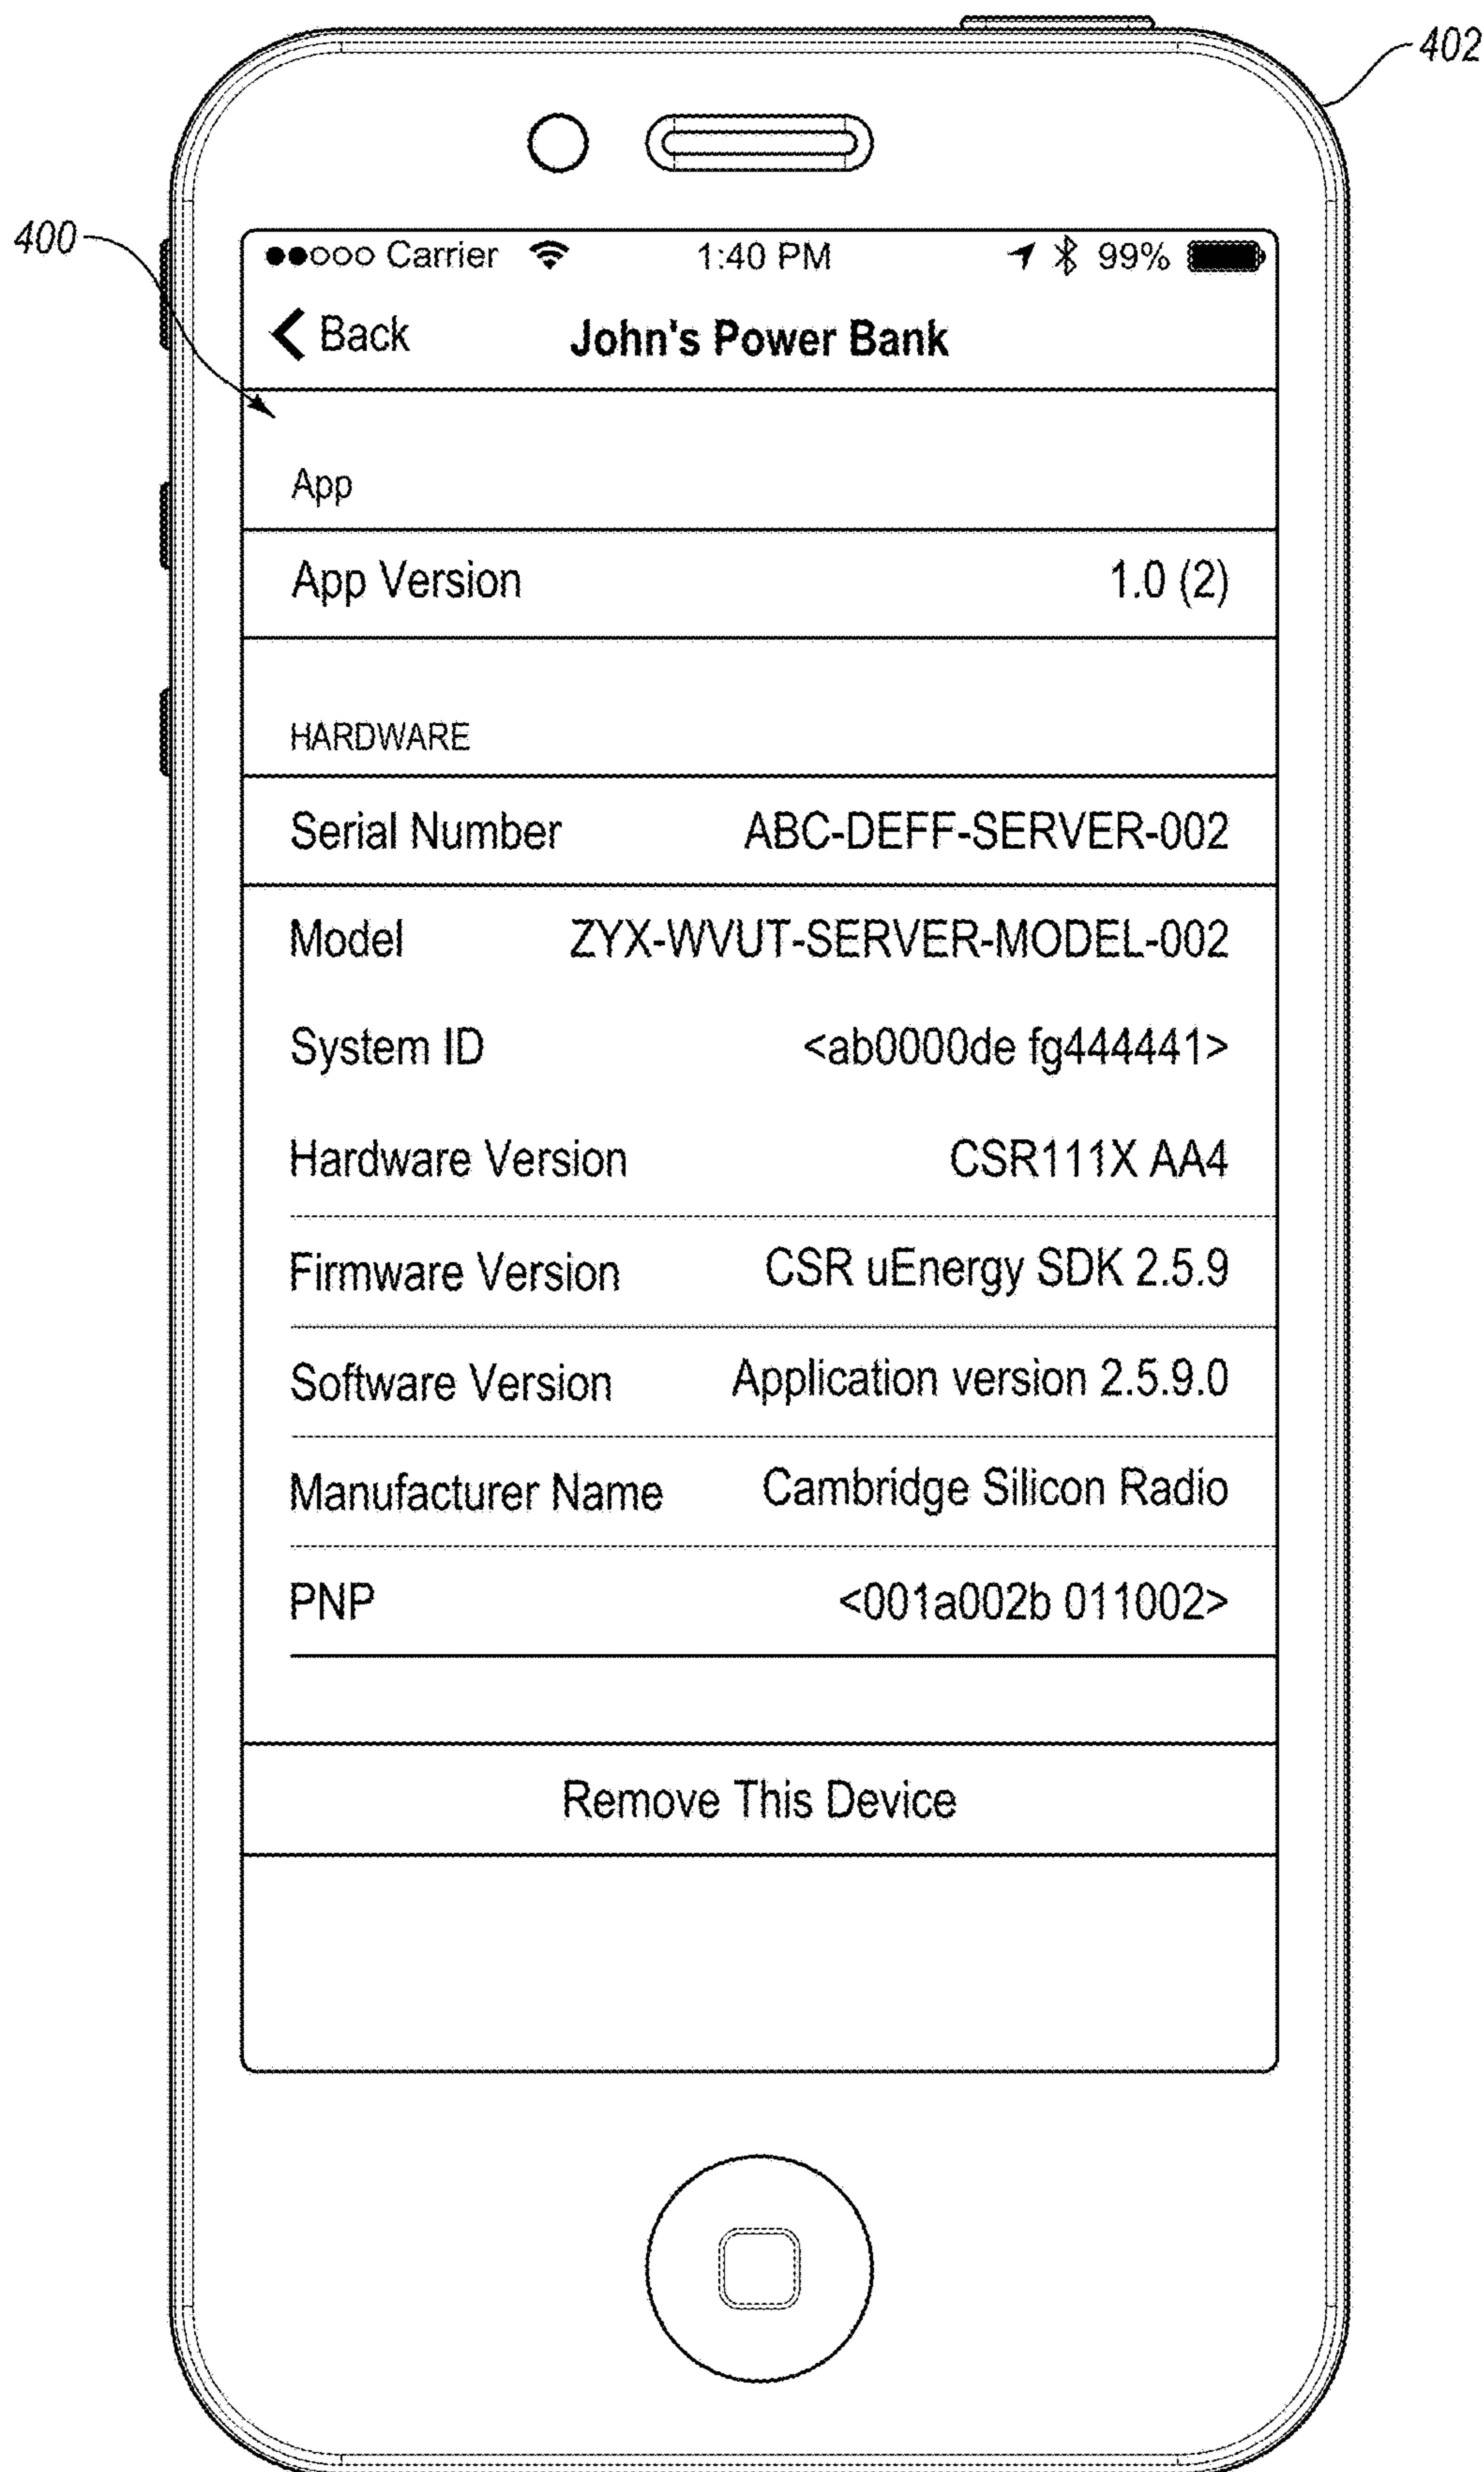 402
400
Carrier 1:40 PM 99%
Back John's Power Bank
App
App Version 1.0 (2)
HARDWARE
Serial Number ABC-DEFF-SERVER-002
Model ZYX-WVUT-SERVER-MODEL-002
System ID <ab0000de fg444441>
Hardware Version CSR111X AA4
Firmware Version CSR uEnergy SDK 2.5.9
Software Version Application version 2.5.9.0
Manufacturer Name Cambridge Silicon Radio
PNP <001a002b 011002>
Remove This Device